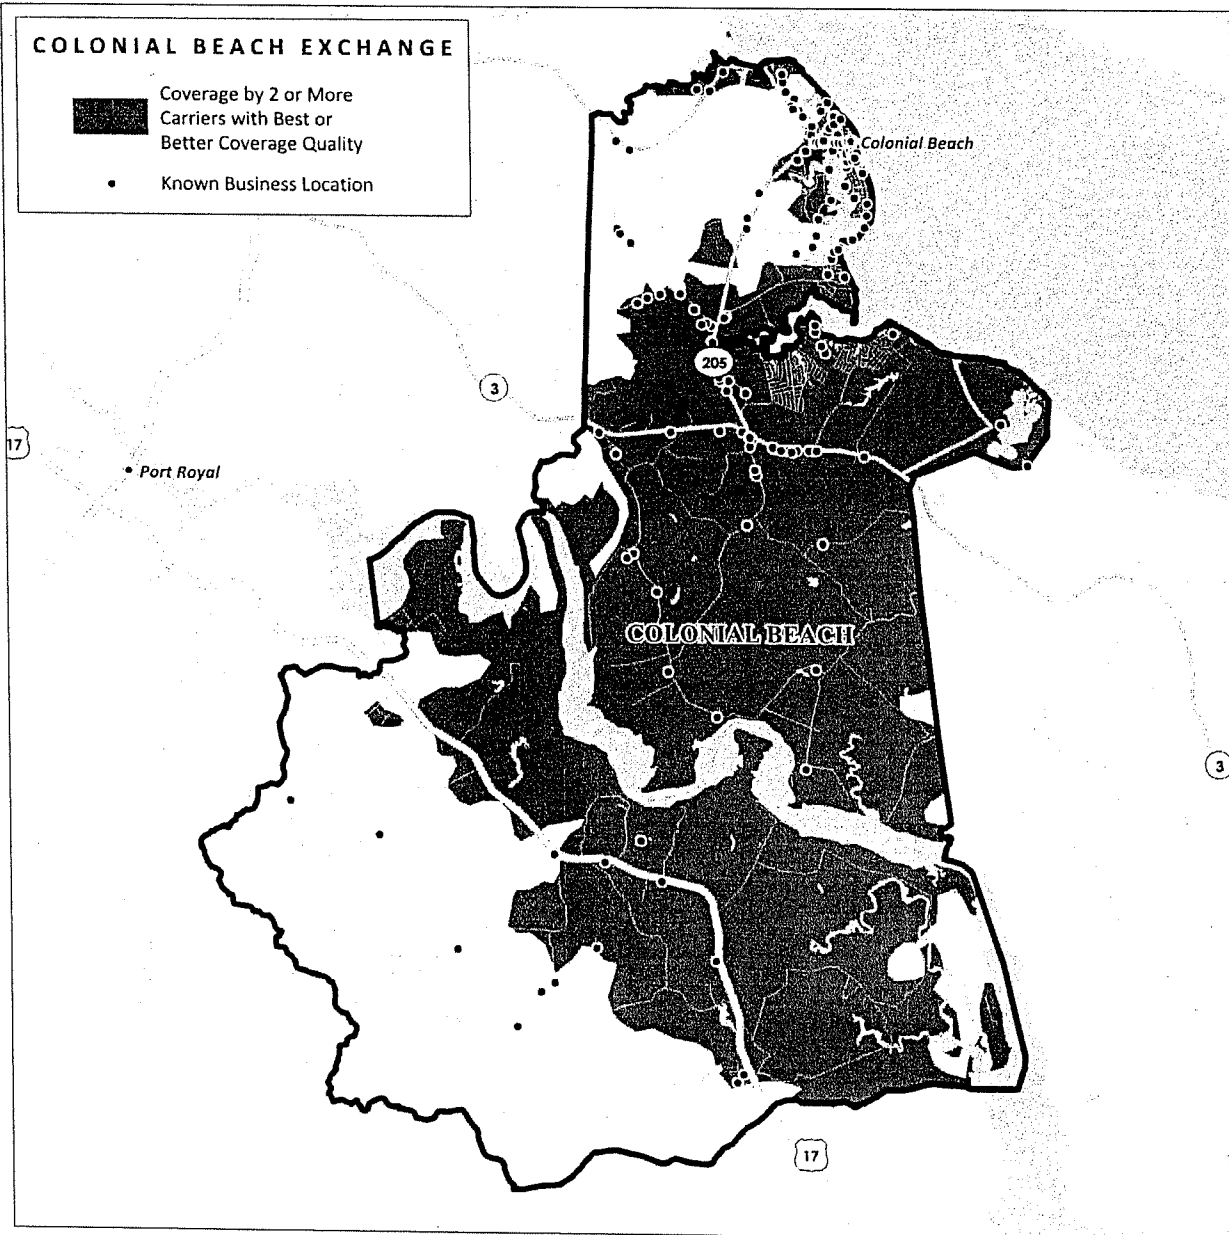 COLONIAL BEACH EXCHANGE
Coverage by 2 or More
Carriers with Best or
Better Coverage Quality
Known Business Location
Colonial Beach
205
3
17
Port Royal
COLONIAL BEACH
3
17